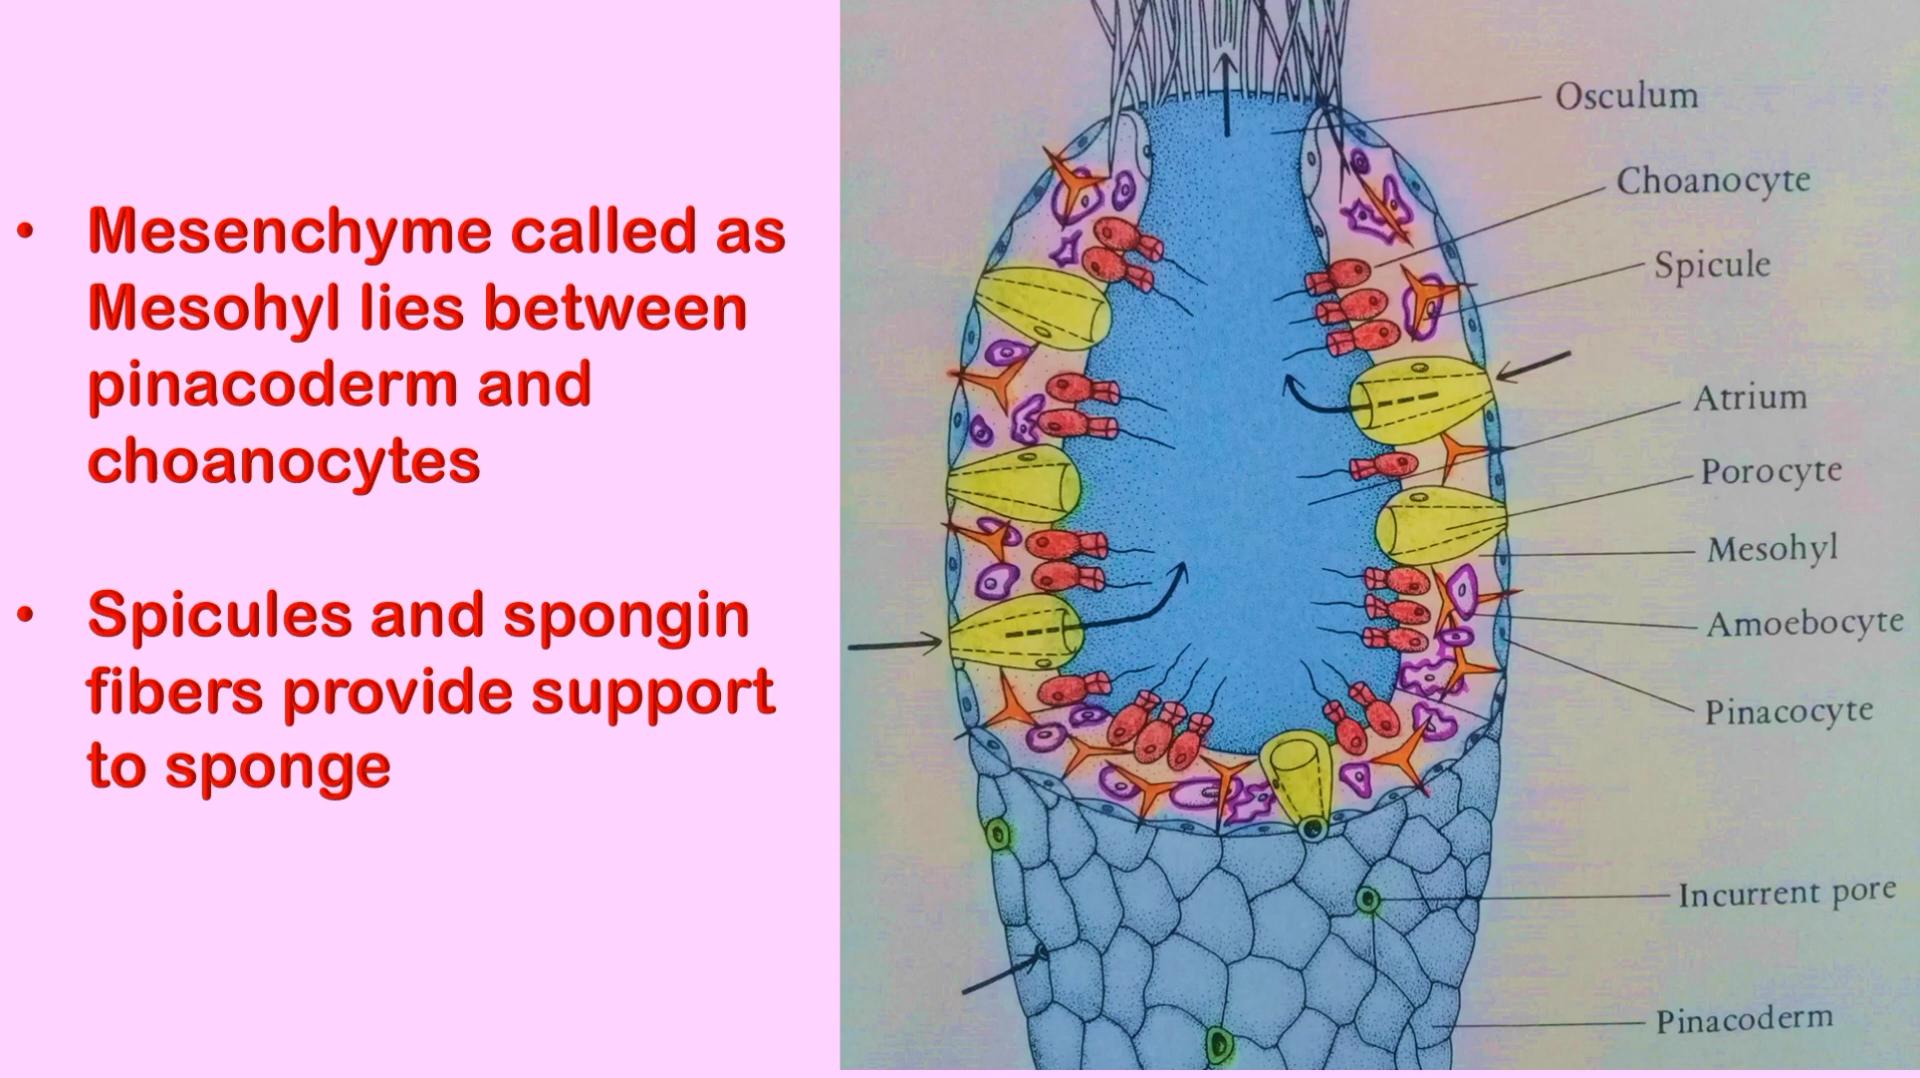 • Mesenchyme called as
Mesohyl lies between
pinacoderm and
choanocytes
• Spicules and spongin
fibers provide support
to sponge
Osculum
Choanocyte
Spicule
Atrium
Porocyte
Mesohyl
Amoebocyte
Pinacocyte
Incurrent pore
Pinacoderm